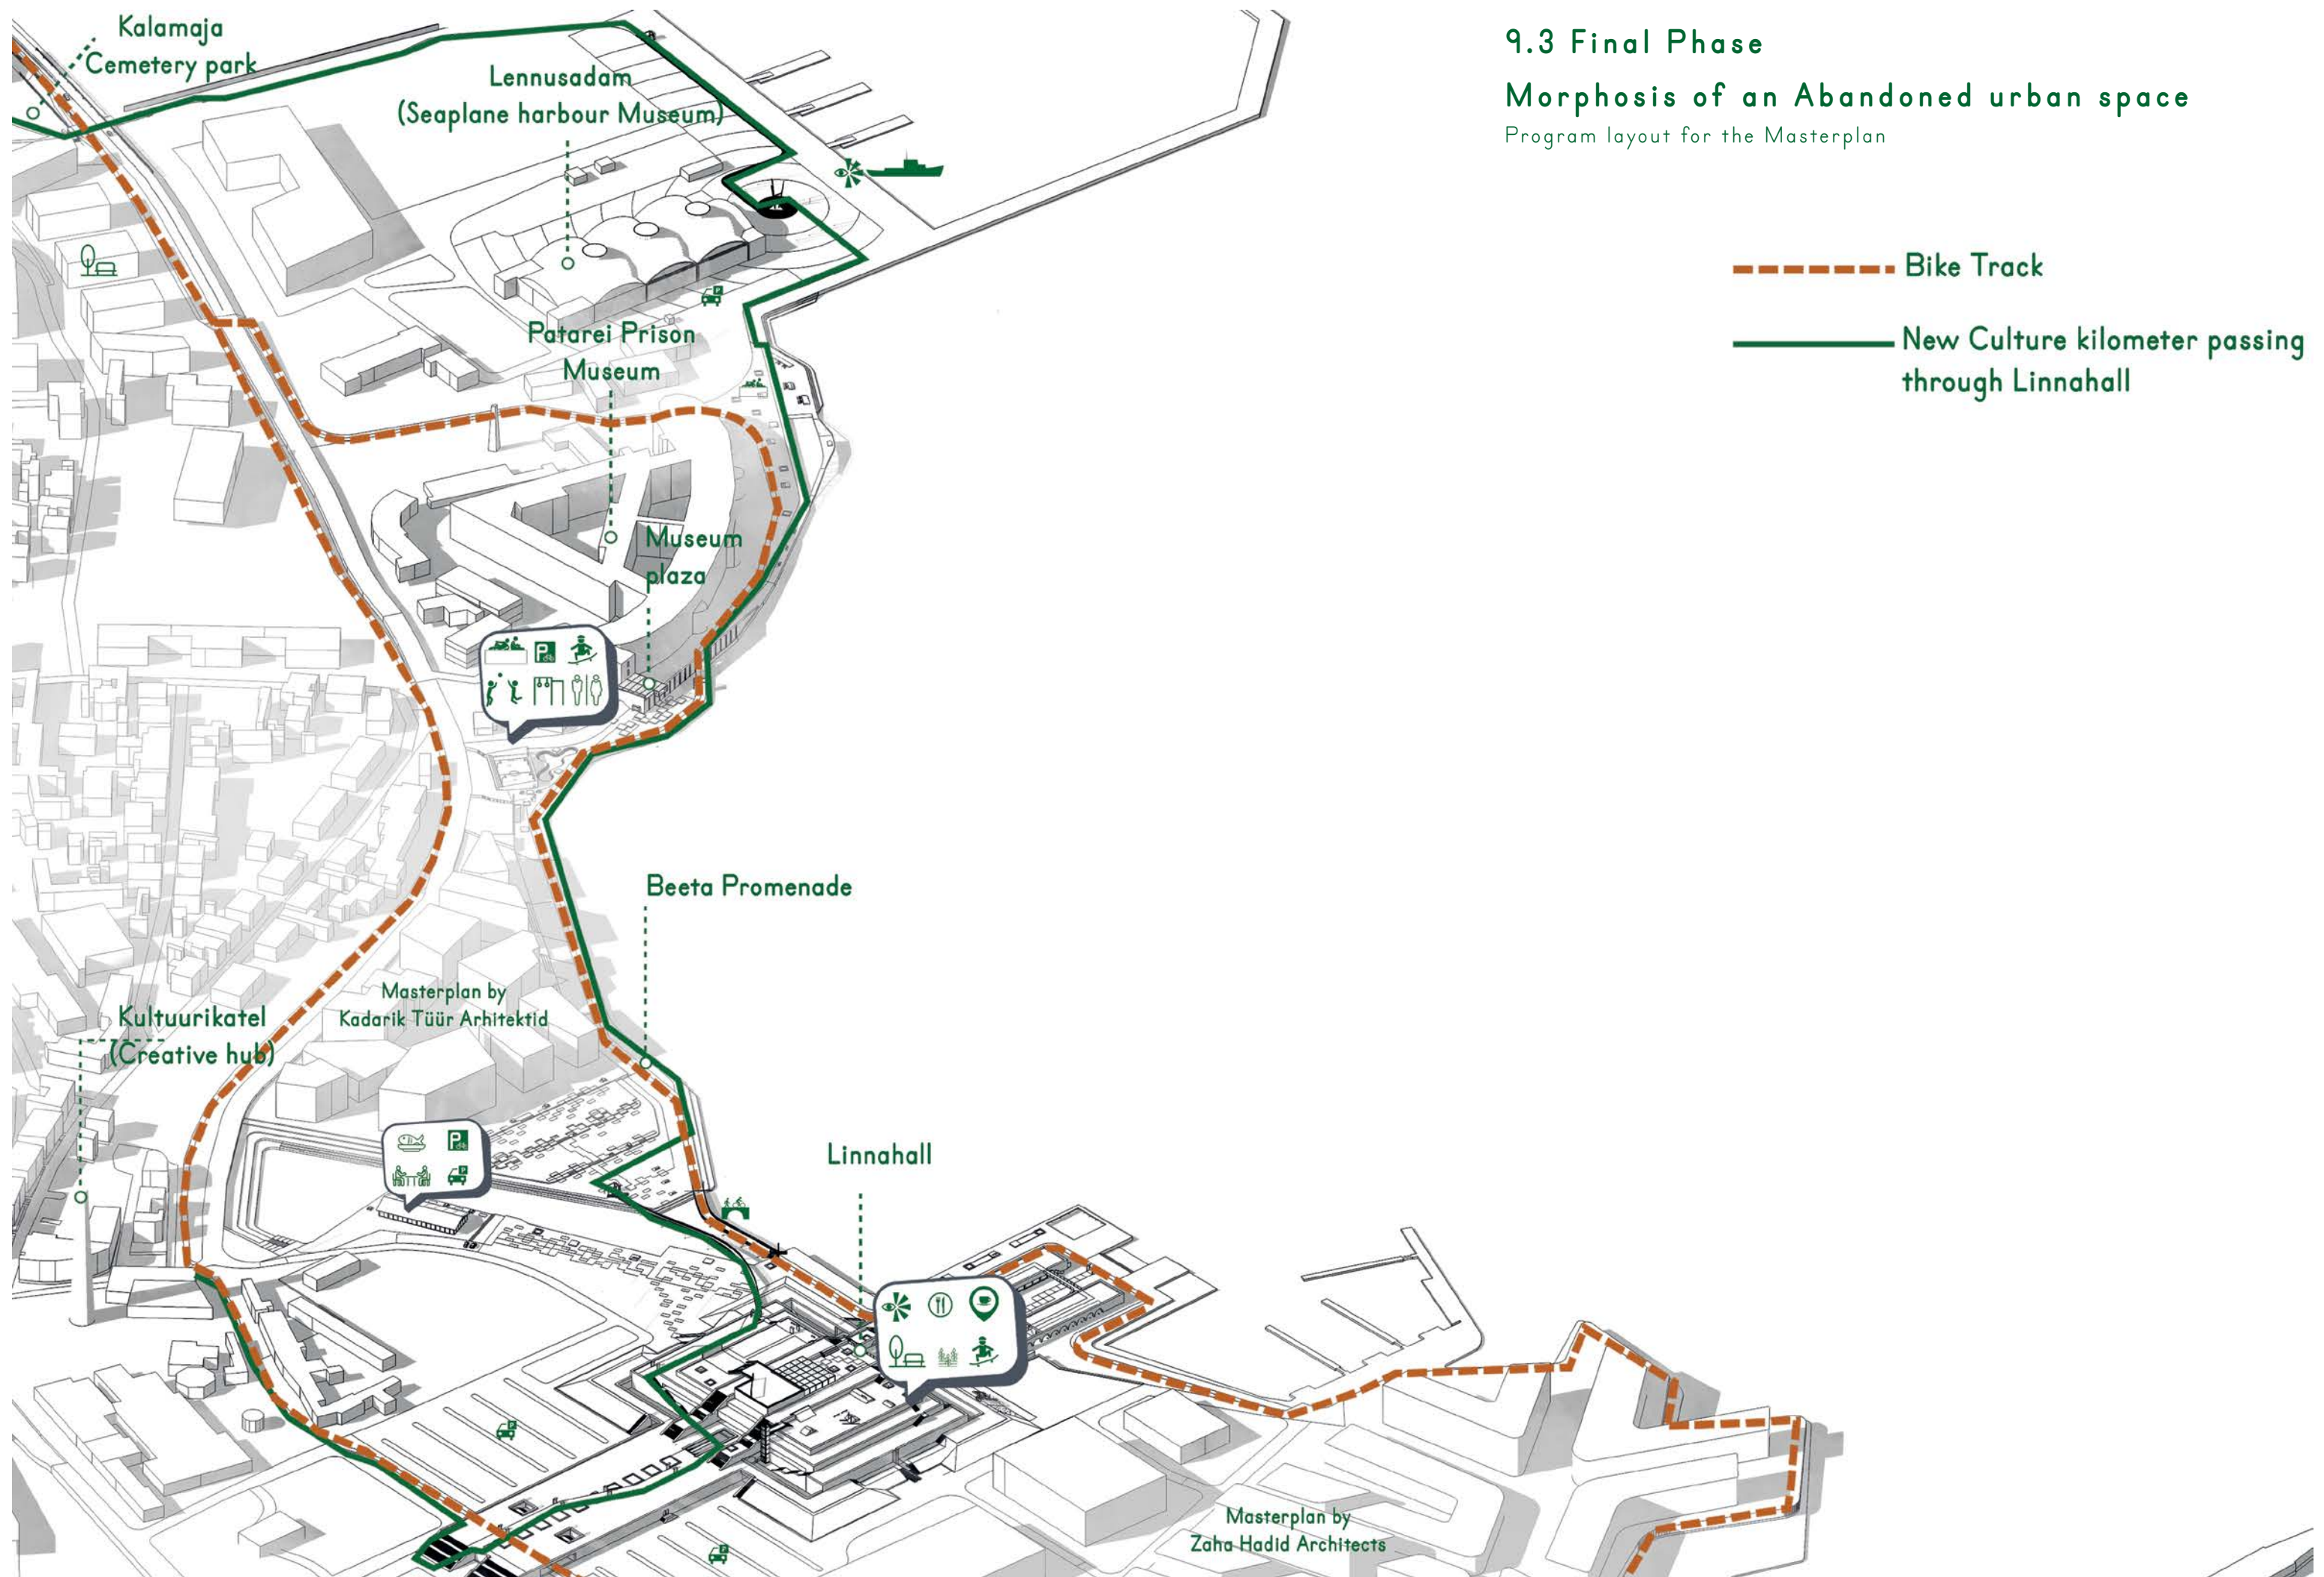 9.3 Final Phase
Morphosis of an Abandoned urban space
Program layout for the Masterplan
Bike Track
New Culture kilometer passing
through Linnahall
Kalamaja
Cemetery park
Lennusadam
(Seaplane harbour Museum)
Patarei Prison
Museum
Museum
plaza
P
P
Beeta Promenade
Masterplan by
Kadarik Tüür Arhitektid
Kultuurikatel
(Creative hub)
P
P
Linnahall
P
P
Masterplan by
Zaha Hadid Architects